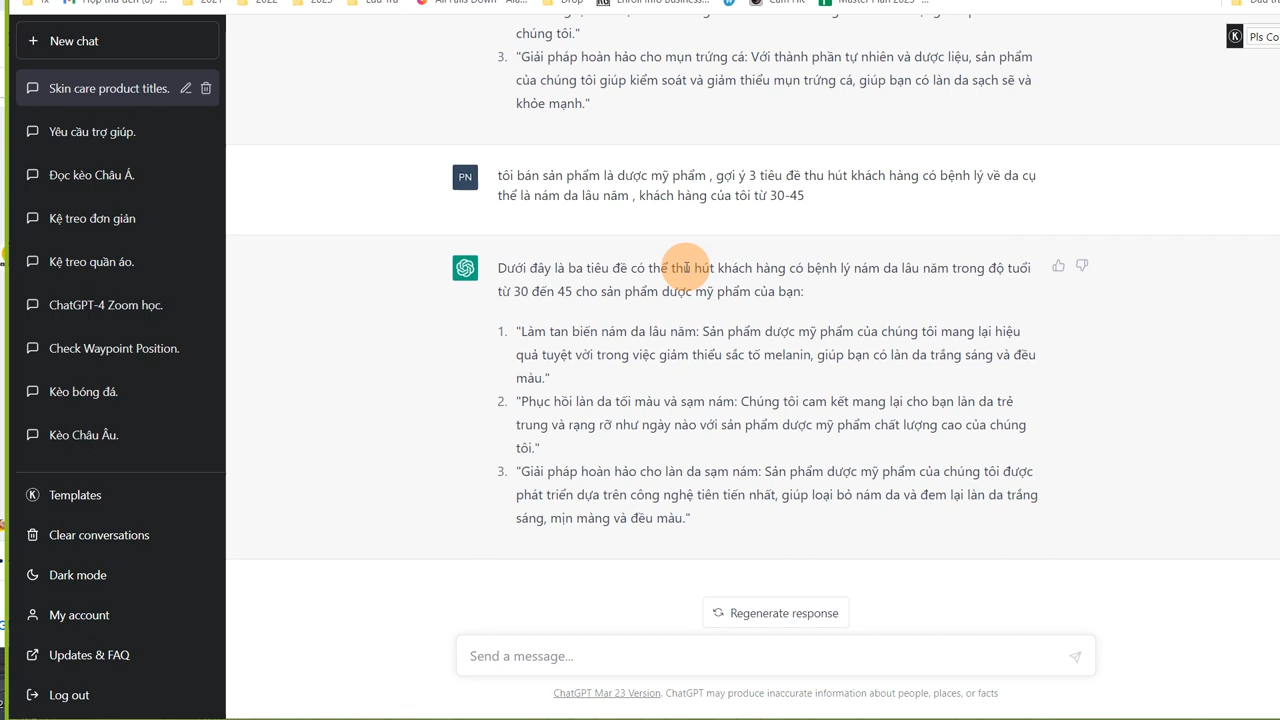 2021
2022
2023
Lưu Trữ
Drop
New chat
Skin care product titles.
Yêu cầu trợ giúp.
Đọc kèo Châu Á.
Kệ treo đơn giản
Kệ treo quần áo.
ChatGPT-4 Zoom học.
Check Waypoint Position.
Kèo bóng đá.
Kèo Châu Âu.
Templates
Clear conversations
Dark mode
My account
Updates & FAQ
Log out
chúng tôi."
3. "Giải pháp hoàn hảo cho mụn trứng cá: Với thành phần tự nhiên và dược liệu, sản phẩm
của chúng tôi giúp kiểm soát và giảm thiểu mụn trứng cá, giúp bạn có làn da sạch sẽ và
khỏe mạnh."
PN
tôi bán sản phẩm là dược mỹ phẩm , gợi ý 3 tiêu đề thu hút khách hàng có bệnh lý về da cụ
thể là nám da lâu năm , khách hàng của tôi từ 30-45
Dưới đây là ba tiêu đề có thể thu hút khách hàng có bệnh lý nám da lâu năm trong độ tuổi
từ 30 đến 45 cho sản phẩm dược mỹ phẩm của bạn:
1. "Làm tan biến nám da lâu năm: Sản phẩm dược mỹ phẩm của chúng tôi mang lại hiệu
quả tuyệt vời trong việc giảm thiểu sắc tố melanin, giúp bạn có làn da trắng sáng và đều
màu."
2. "Phục hồi làn da tối màu và sạm nám: Chúng tôi cam kết mang lại cho bạn làn da trẻ
trung và rạng rỡ như ngày nào với sản phẩm dược mỹ phẩm chất lượng cao của chúng
tôi."
3. "Giải pháp hoàn hảo cho làn da sạm nám: Sản phẩm dược mỹ phẩm của chúng tôi được
phát triển dựa trên công nghệ tiên tiến nhất, giúp loại bỏ nám da và đem lại làn da trắng
sáng, mịn màng và đều màu."
Regenerate response
Send a message...
ChatGPT Mar 23 Version. ChatGPT may produce inaccurate information about people, places, or facts
K
Pls Co